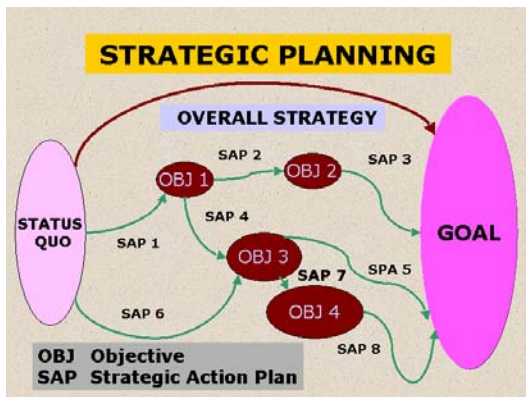 STRATEGIC PLANNING
OVERALL STRATEGY
SAP 2
SAP 3
OBJ 1
OBJ 2
STATUS
QUO
SAP 1
SAP 4
GOAL
OBJ 3
SAP 7
SPA 5
SAP 6
OBJ 4
SAP 8
OBJ Objective
SAP Strategic Action Plan